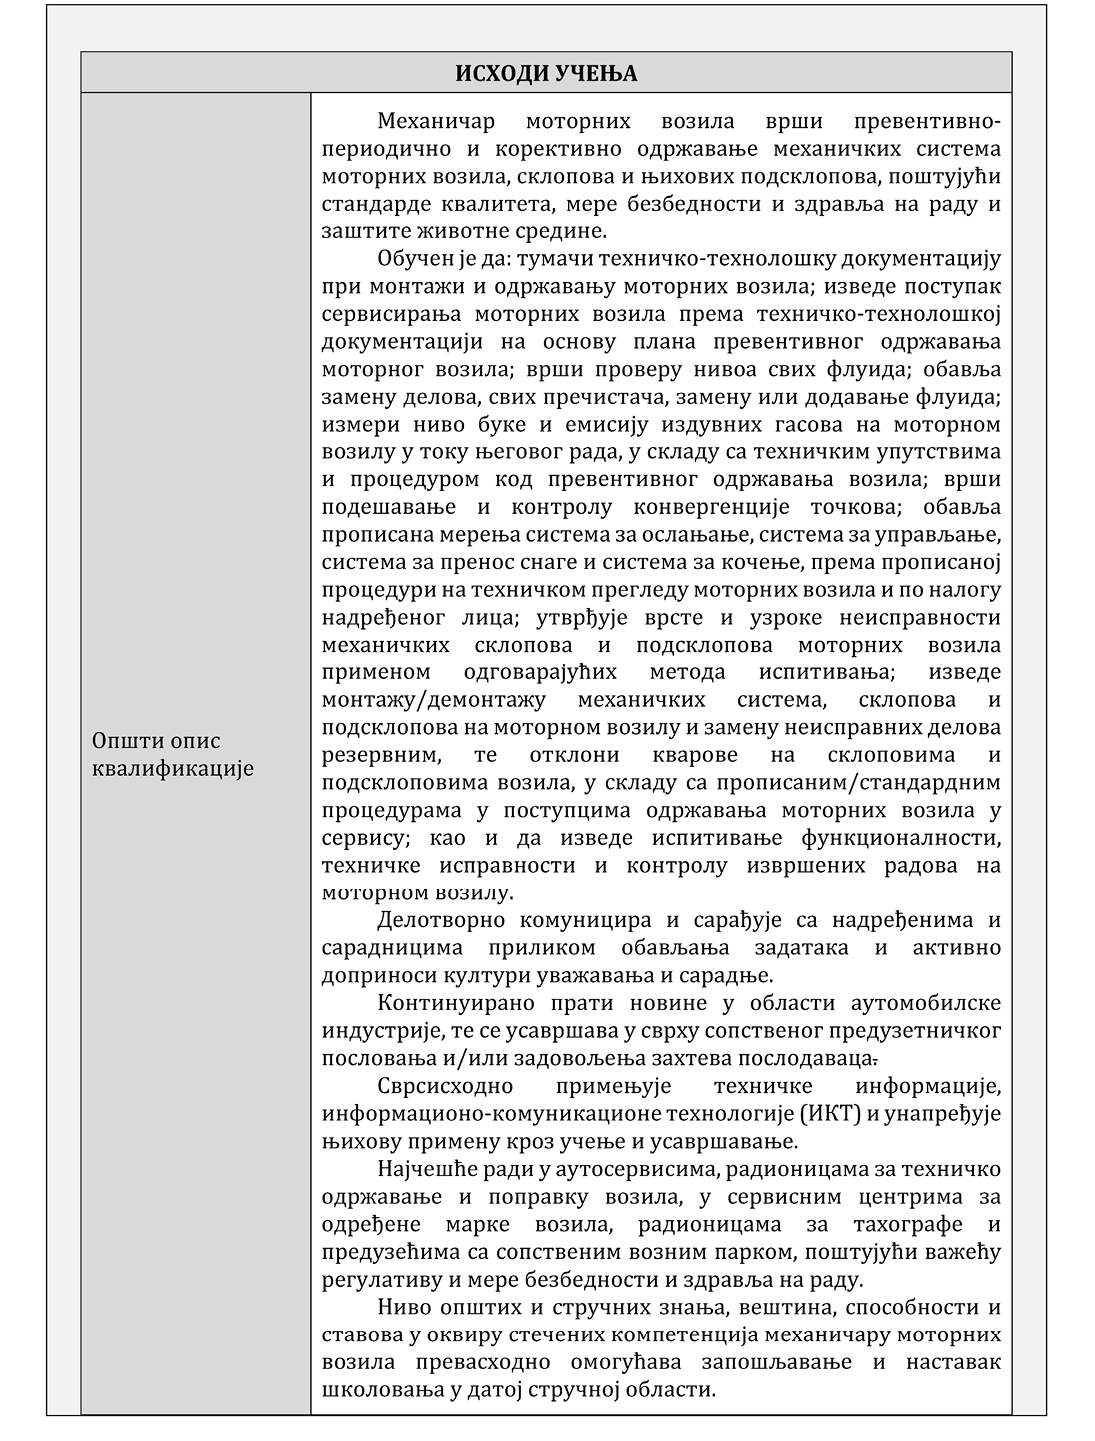 ИСХОДИ УЧЕЊА
Општи опис
квалификације
Механичар моторних возила врши превентивно-
периодично и корективно одржавање механичких система
моторних возила, склопова и њихових подсклопова, поштујући
стандарде квалитета, мере безбедности и здравља на раду и
заштите животне средине.
Обучен је да: тумачи техничко-технолошку документацију
при монтажи и одржавању моторних возила; изведе поступак
сервисирања моторних возила према техничко-технолошкој
документацији на основу плана превентивног одржавања
моторног возила; врши проверу нивоа свих флуида; обавља
замену делова, свих пречистача, замену или додавање флуида;
измери ниво буке и емисију издувних гасова на моторном
возилу у току његовог рада, у складу са техничким упутствима
и процедуром код превентивног одржавања возила; врши
подешавање и контролу конвергенције точкова; обавља
прописана мерења система за ослањање, система за управљање,
система за пренос снаге и система за кочење, према прописаној
процедури на техничком прегледу моторних возила и по налогу
надређеног лица; утврђује врсте и узроке неисправности
механичких склопова и подсклопова моторних возила
применом одговарајућих метода испитивања; изведе
монтажу/демонтажу механичких система, склопова и
подсклопова на моторном возилу и замену неисправних делова
резервним, те отклони кварове на склоповима и
подсклоповима возила, у складу са прописаним/стандардним
процедурама у поступцима одржавања моторних возила у
сервису; као и да изведе испитивање функционалности,
техничке исправности и контролу извршених радова на
моторном возилу.
Делотворно комуницира и сарађује са надређенима и
сарадницима приликом обављања задатака и активно
доприноси култури уважавања и сарадње.
Континуирано прати новине у области аутомобилске
индустрије, те се усавршава у сврху сопственог предузетничког
пословања и/или задовољења захтева послодаваца.
Сврсисходно примењује техничке информације,
информационо-комуникационе технологије (ИКТ) и унапређује
њихову примену кроз учење и усавршавање.
Најчешће ради у аутосервисима, радионицама за техничко
одржавање и поправку возила, у сервисним центрима за
одређене марке возила, радионицама за тахографе и
предузећима са сопственим возним парком, поштујући важећу
регулативу и мере безбедности и здравља на раду.
Ниво општих и стручних знања, вештина, способности и
ставова у оквиру стечених компетенција механичару моторних
возила превасходно омогућава запошљавање и наставак
школовања у датој стручној области.